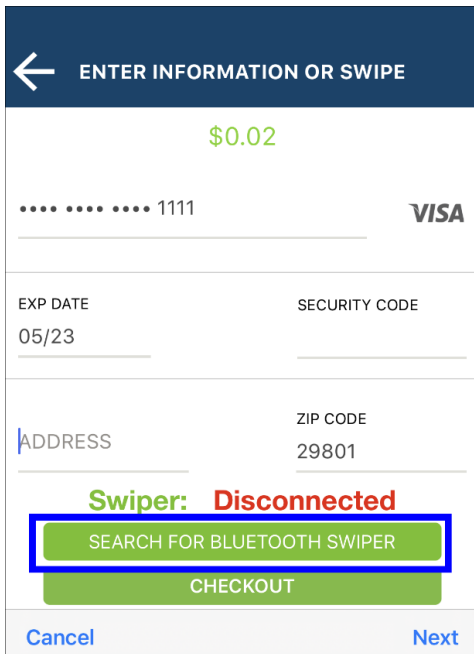 ENTER INFORMATION OR SWIPE
$0.02
•••• •••• •••• 1111 VISA
EXP DATE SECURITY CODE
05/23
ZIP CODE
ADDRESS 29801
Swiper: Disconnected
SEARCH FOR BLUETOOTH SWIPER
CHECKOUT
Cancel Next